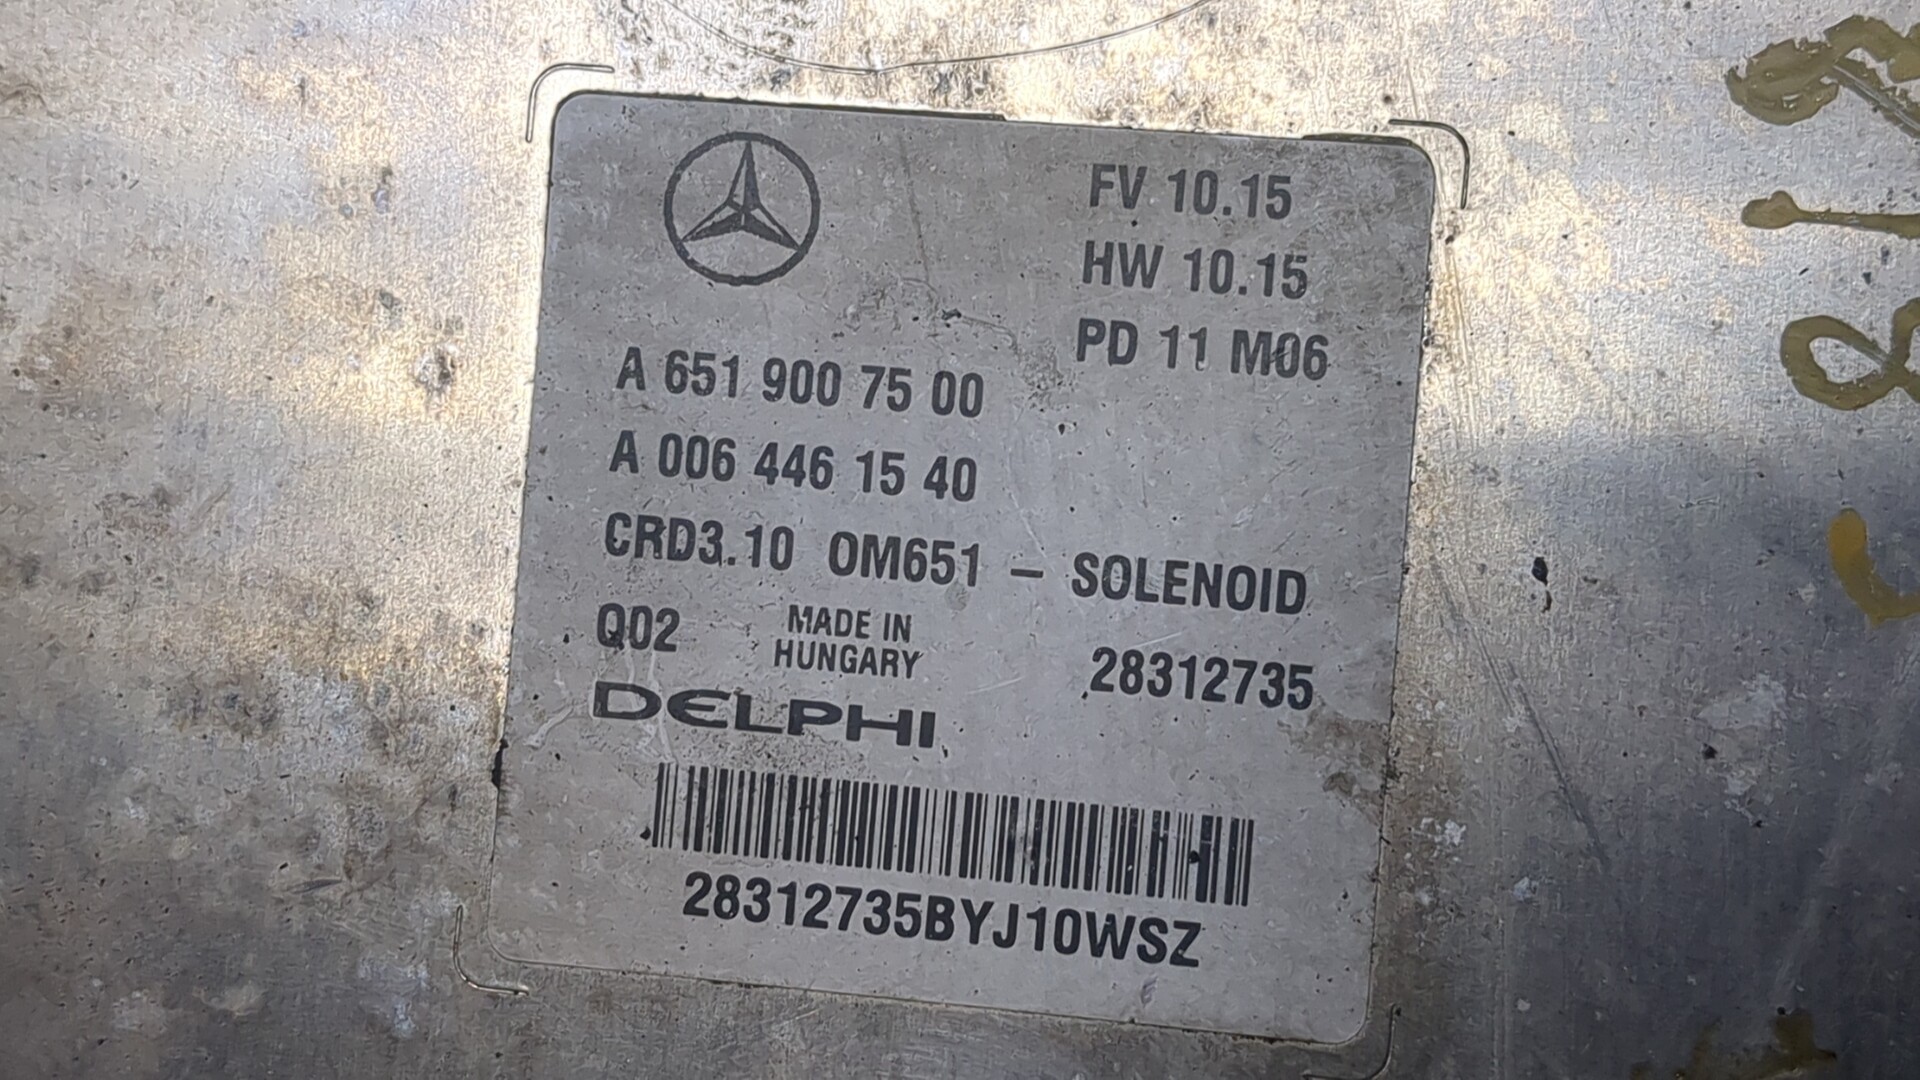 FV 10.15
HW 10.15
PD 11 M06
A 651 900 75 00
A 006 446 15 40
CRD3.10 OM651 – SOLENOID
Q02
MADE IN
HUNGARY
28312735
DELPHI
28312735BYJ10WSZ